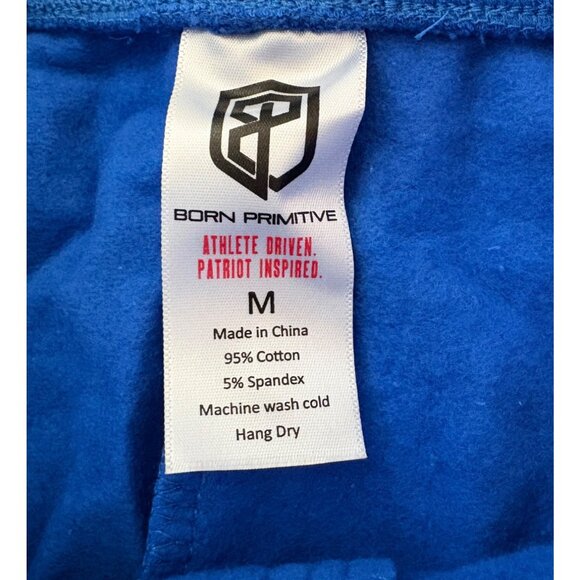 BORN PRIMITIVE
ATHLETE DRIVEN.
PATRIOT INSPIRED.
M
Made in China
95% Cotton
5% Spandex
Machine wash cold
Hang Dry